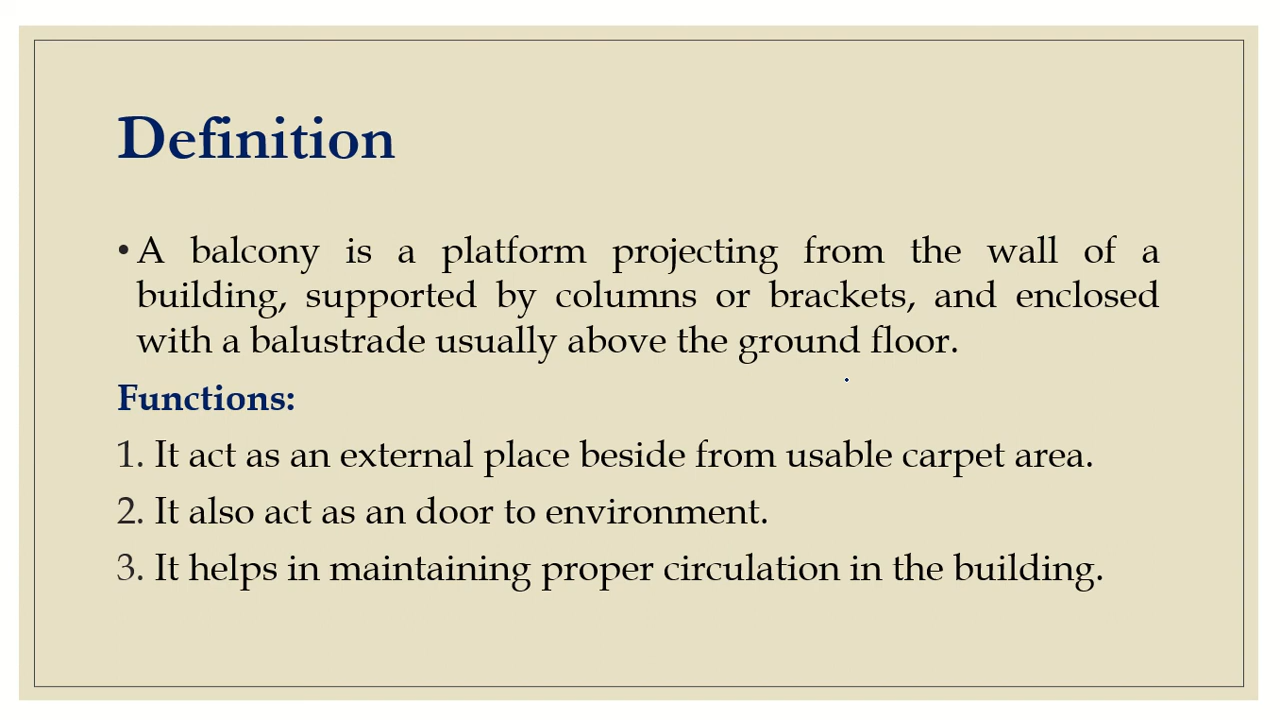 Definition
• A balcony is a platform projecting from the wall of a
building, supported by columns or brackets, and enclosed
with a balustrade usually above the ground floor.
Functions:
1. It act as an external place beside from usable carpet area.
2. It also act as an door to environment.
3. It helps in maintaining proper circulation in the building.